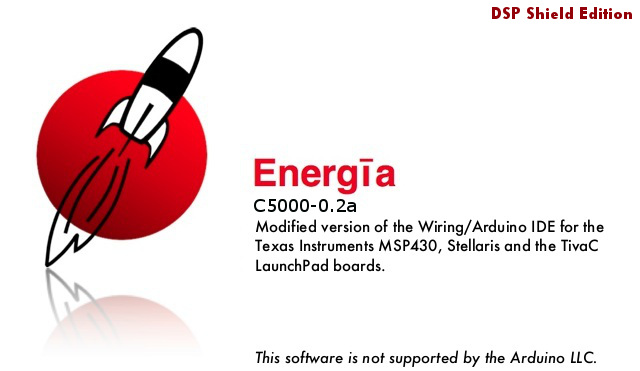 DSP Shield Edition
Energīa
C5000-0.2a
Modified version of the Wiring/Arduino IDE for the
Texas Instruments MSP430, Stellaris and the TivaC
LaunchPad boards.
This software is not supported by the Arduino LLC.